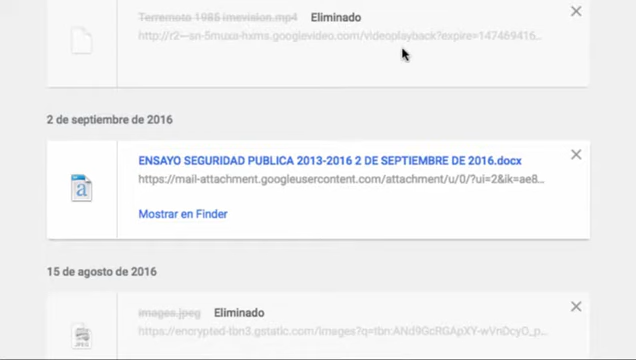 Terremoto 1985 imevision.mp4 Eliminado
https://r2---sn-5muxa-hxms.googlevideo.com/videoplayback?expire=147469416...
2 de septiembre de 2016
ENSAYO SEGURIDAD PUBLICA 2013-2016 2 DE SEPTIEMBRE DE 2016.docx
https://mail-attachment.googleusercontent.com/attachment/u/0/?ui=2&ik=ae8...
Mostrar en Finder
15 de agosto de 2016
images.jpeg Eliminado
JPEG
https://encrypted-tbn3.gstatic.com/images?q=tbn:ANd9GcRGApXY-wVnDcyO_p...